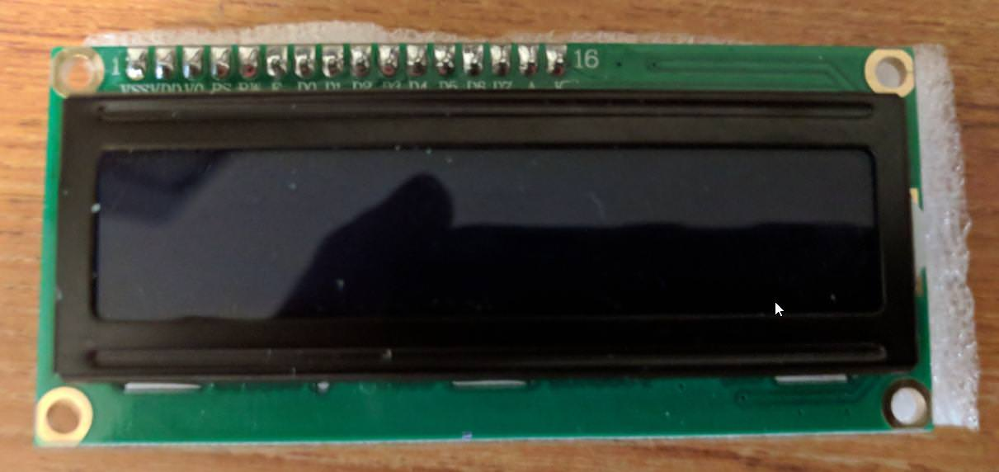 1 16
VSS VDD V0 RS RW E D0 D1 D2 D3 D4 D5 D6 D7 A K